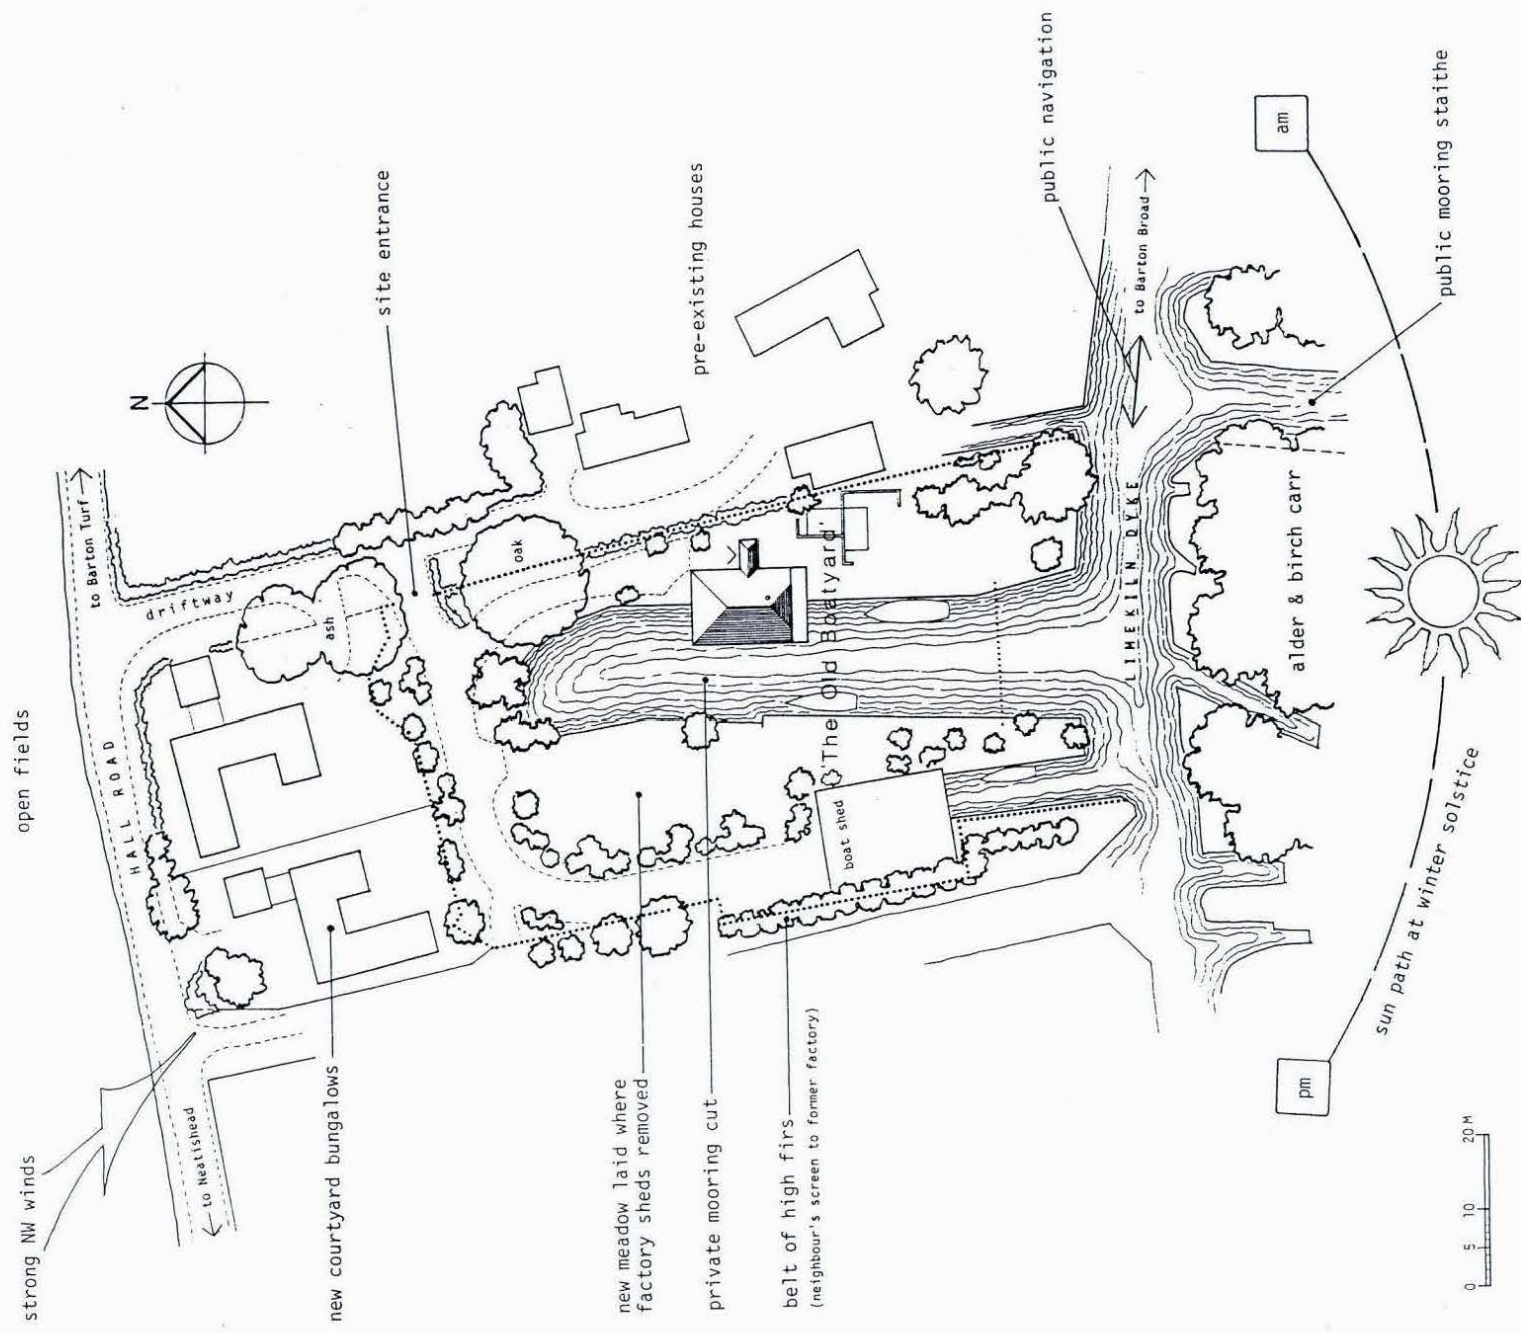 open fields
strong NW winds
HALL ROAD
to Neatishead
to Barton Turf
driftway
N
ash
oak
site entrance
pre-existing houses
new courtyard bungalows
new meadow laid where
factory sheds removed
private mooring cut
belt of high firs
(neighbour's screen to former factory)
boat shed
'The Old Boatyard'
public navigation
to Barton Broad
LIMEKILN DYKE
alder & birch carr
public mooring staithe
am
pm
sun path at winter solstice
0 5 10 20M